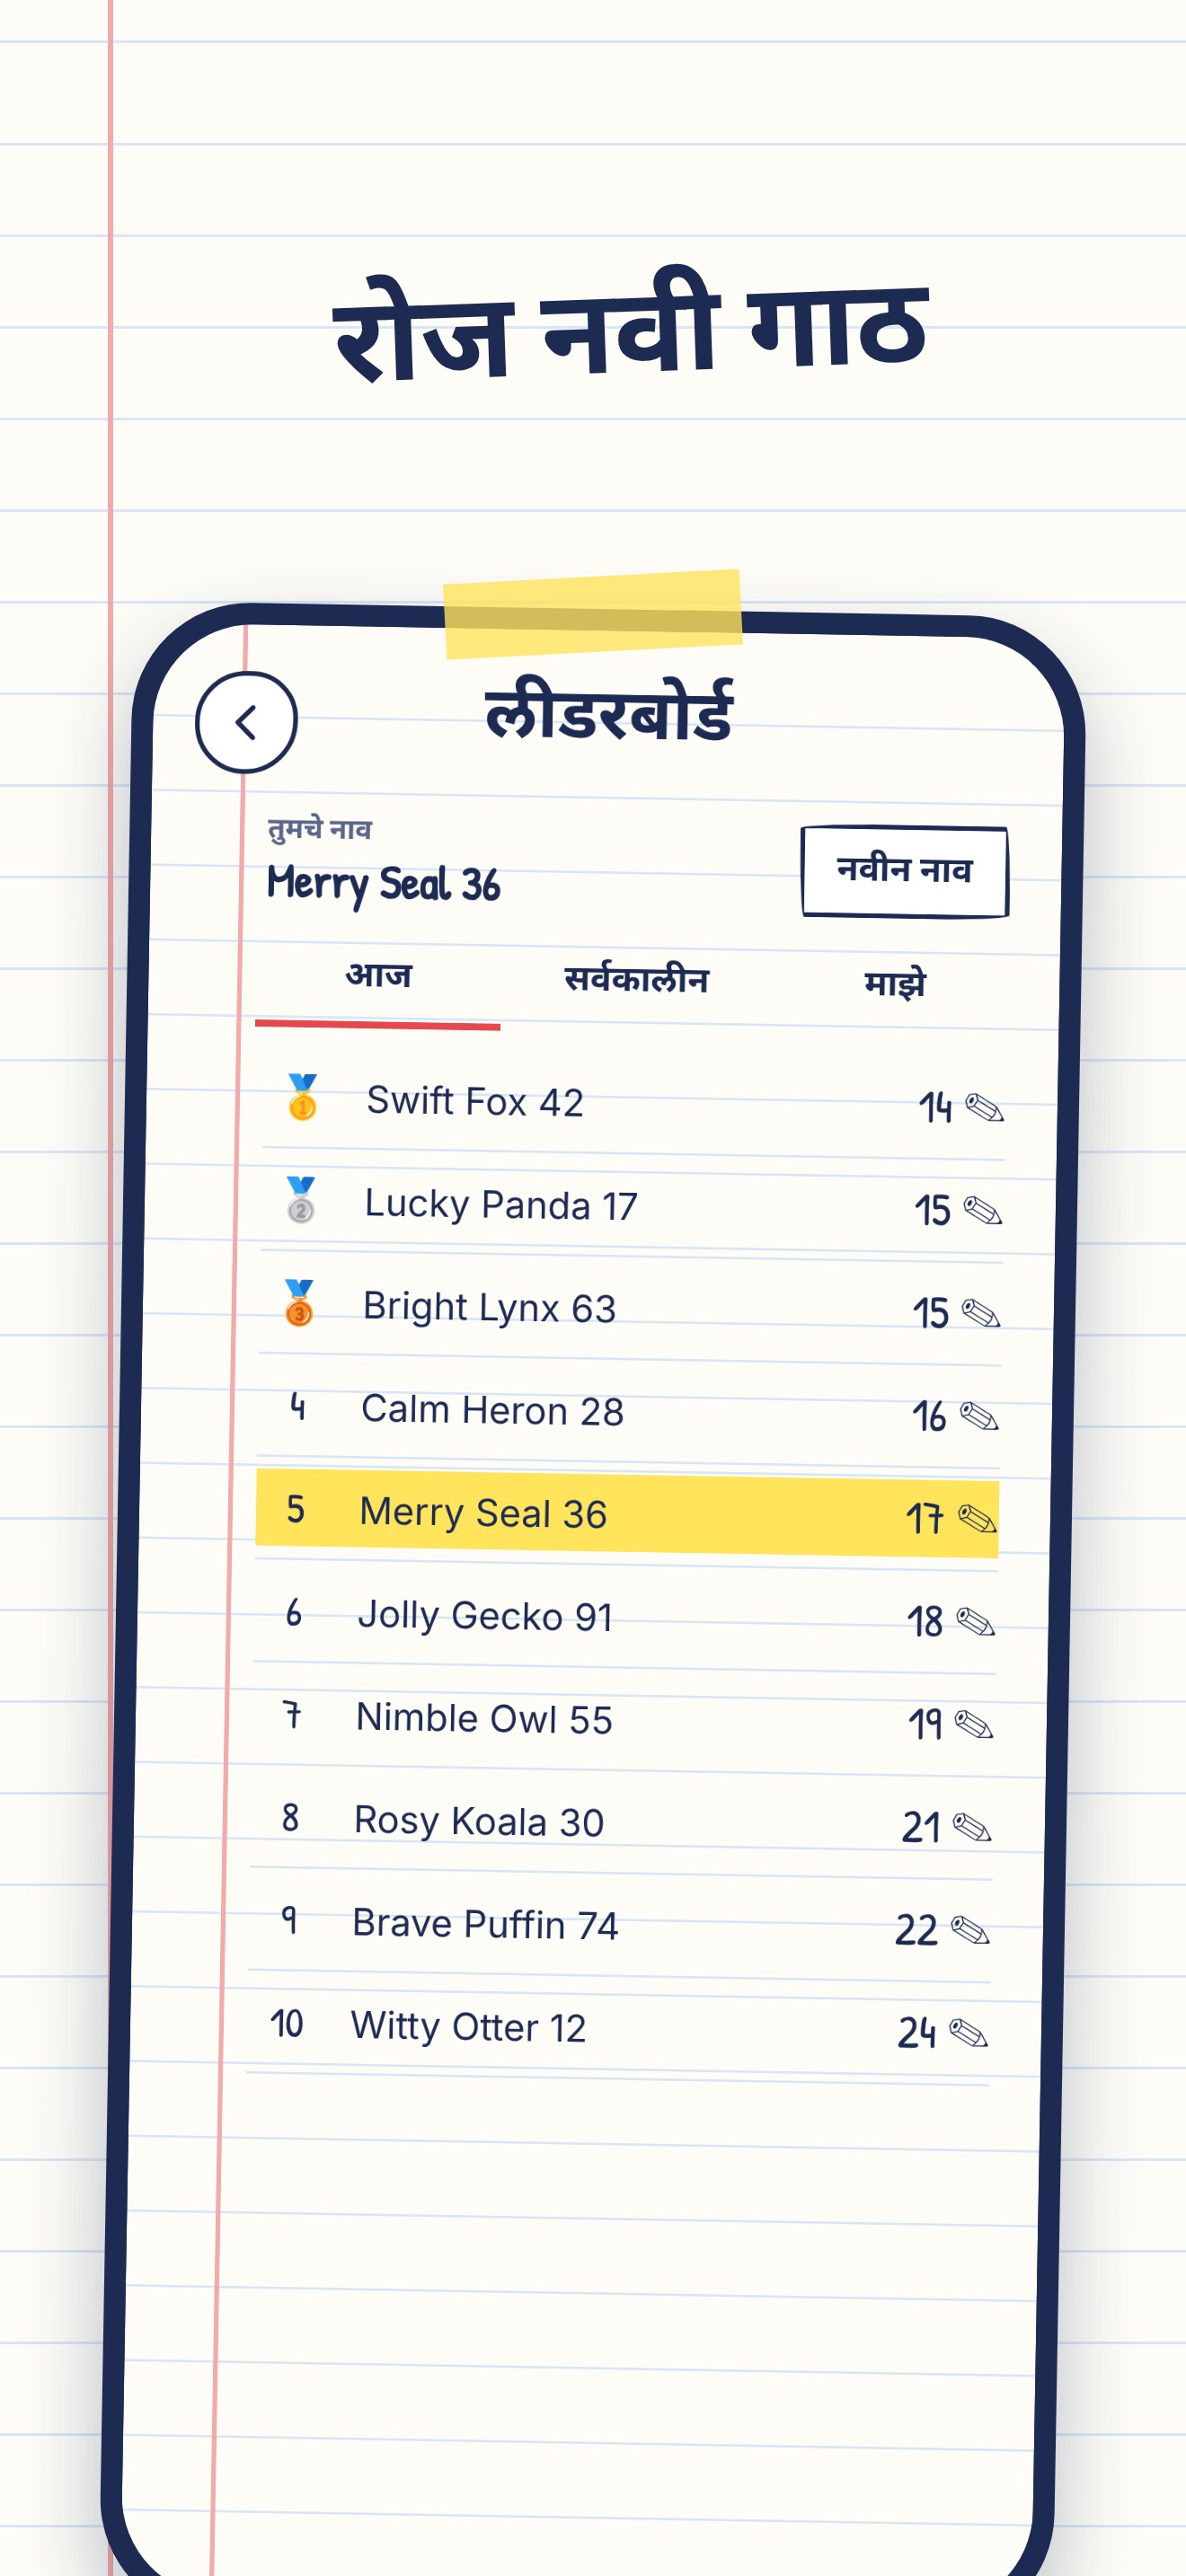 रोज नवी गाठ
लीडरबोर्ड
तुमचे नाव
Merry Seal 36
नवीन नाव
आज सर्वकालीन माझे
1 Swift Fox 42 14
2 Lucky Panda 17 15
3 Bright Lynx 63 15
4 Calm Heron 28 16
5 Merry Seal 36 17
6 Jolly Gecko 91 18
7 Nimble Owl 55 19
8 Rosy Koala 30 21
9 Brave Puffin 74 22
10 Witty Otter 12 24